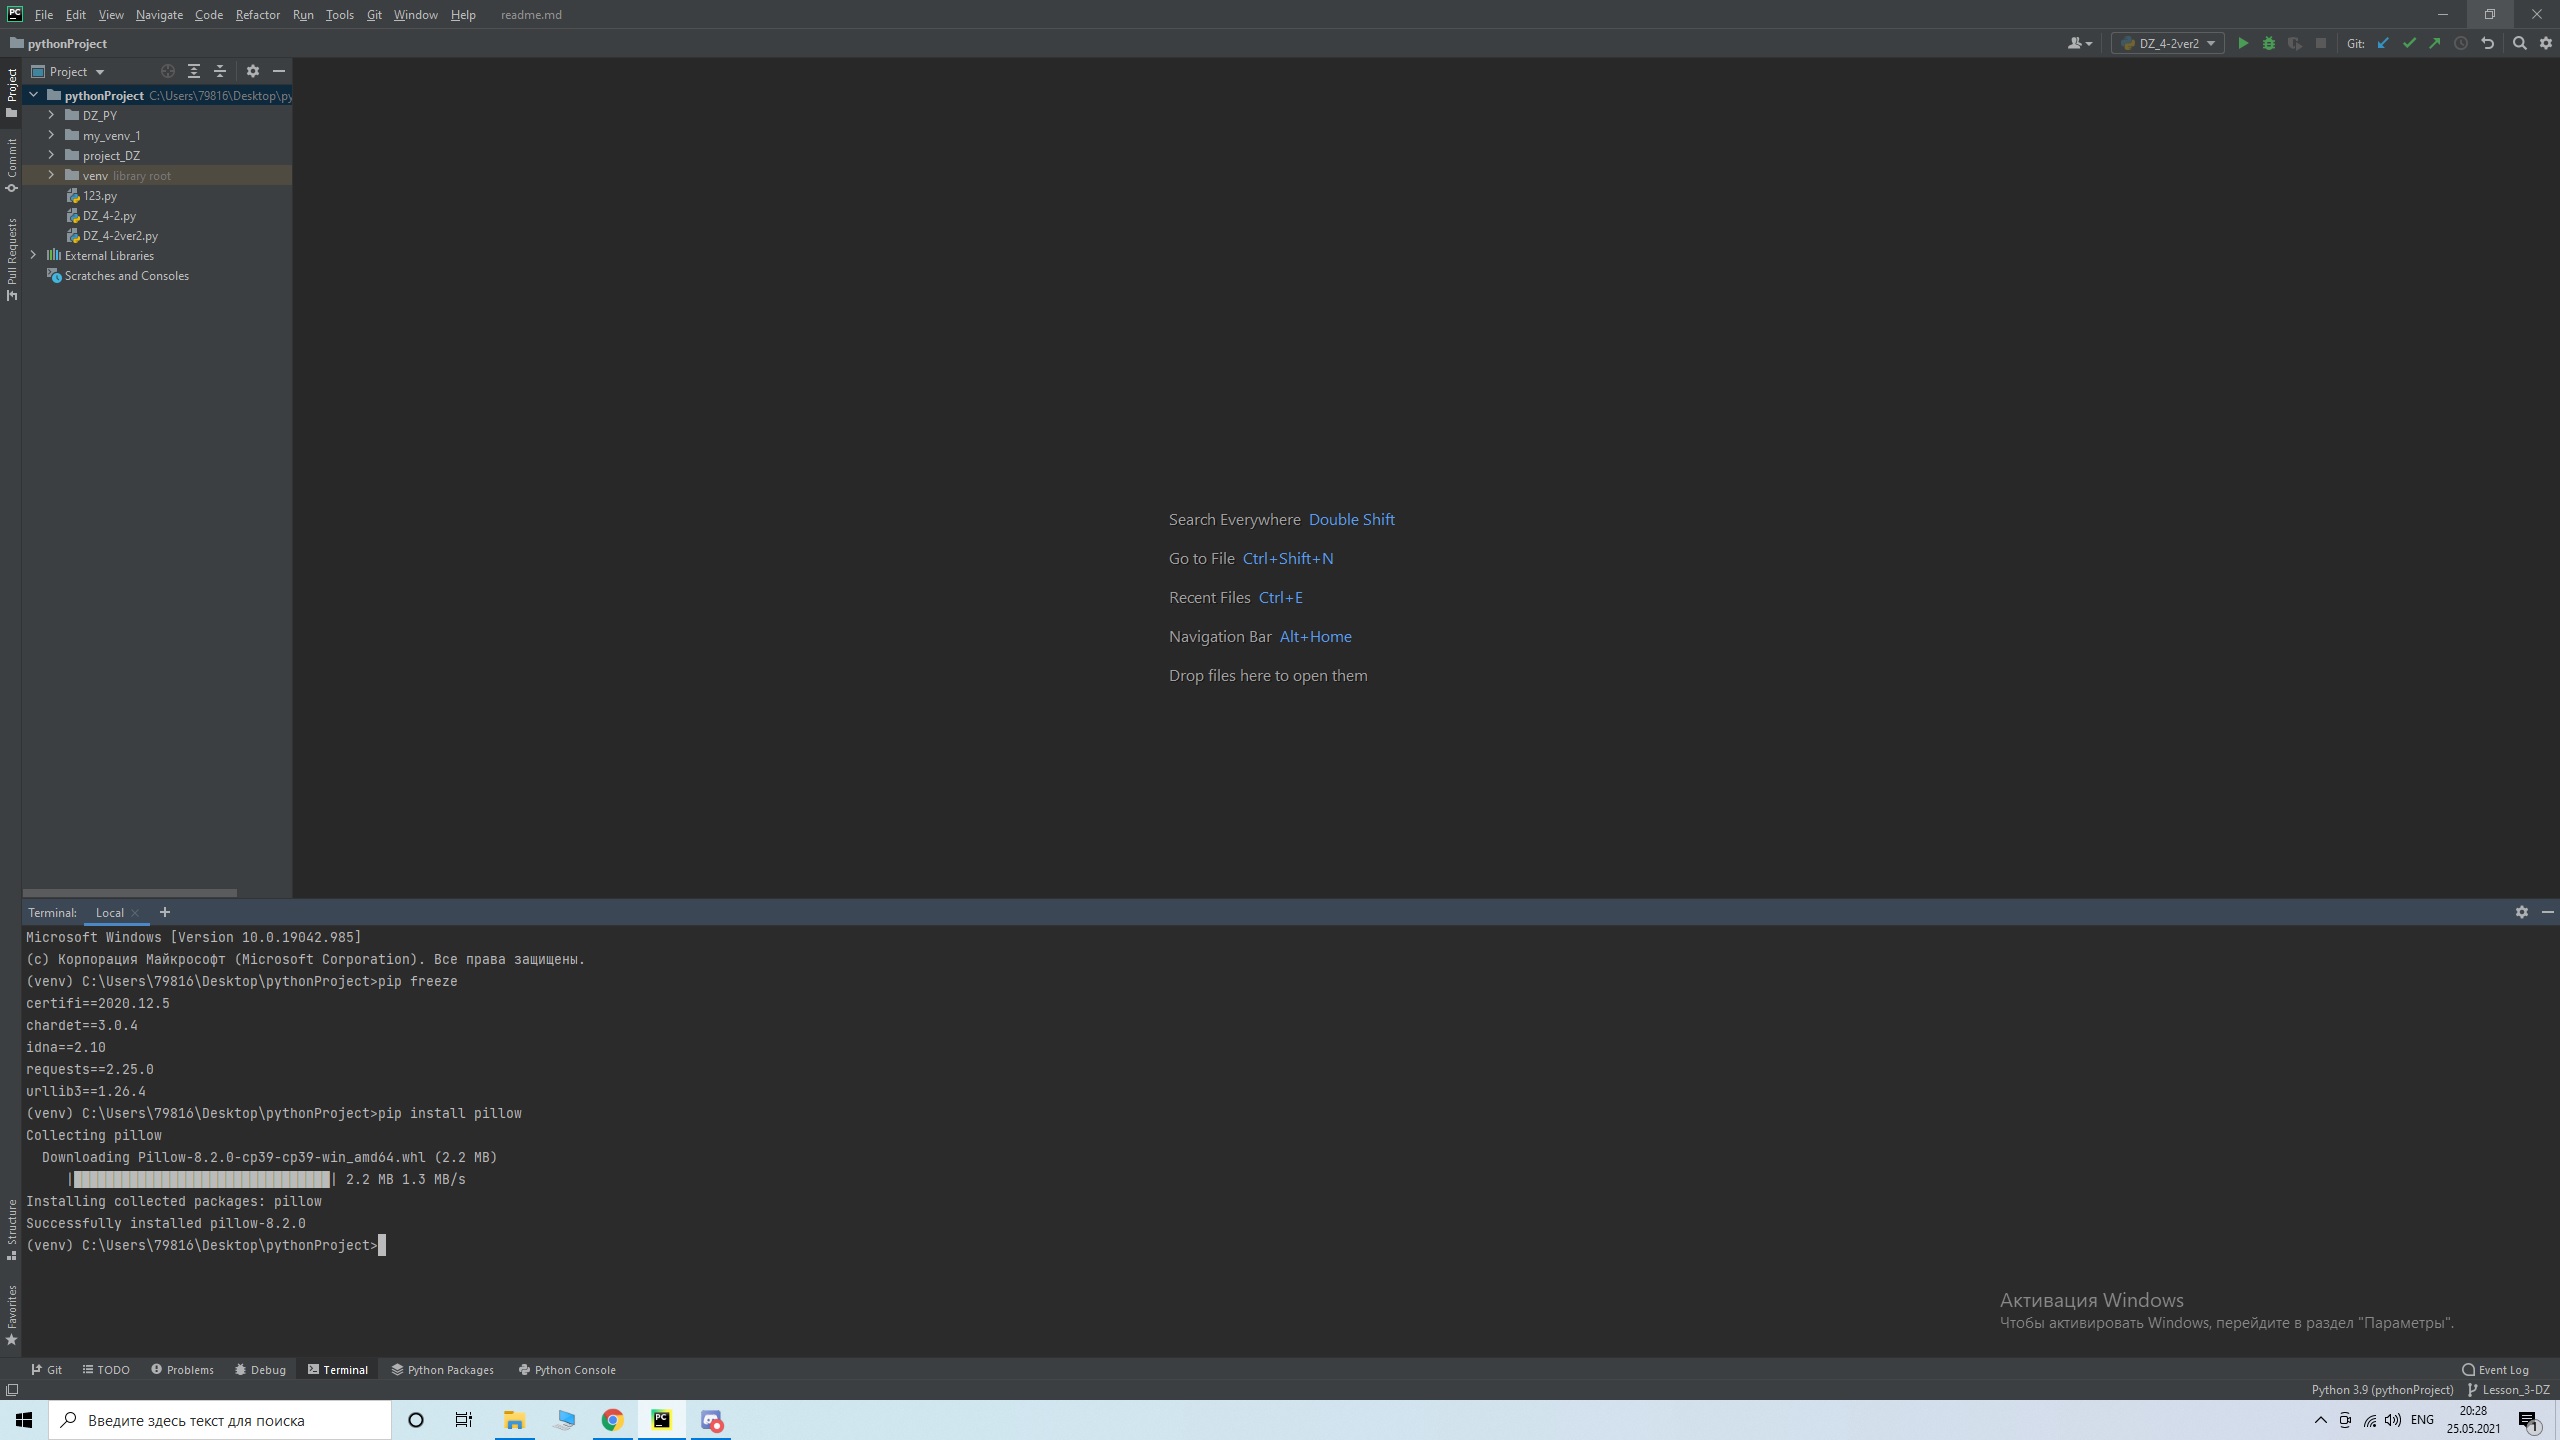 PC File Edit View Navigate Code Refactor Run Tools Git Window Help readme.md
pythonProject
DZ_4-2ver2 Git:
Project
Project
Commit
Pull Requests
pythonProject C:\Users\79816\Desktop\py
DZ_PY
my_venv_1
project_DZ
venv library root
123.py
DZ_4-2.py
DZ_4-2ver2.py
External Libraries
Scratches and Consoles
Search Everywhere Double Shift
Go to File Ctrl+Shift+N
Recent Files Ctrl+E
Navigation Bar Alt+Home
Drop files here to open them
Terminal: Local
Microsoft Windows [Version 10.0.19042.985]
(c) Корпорация Майкрософт (Microsoft Corporation). Все права защищены.
(venv) C:\Users\79816\Desktop\pythonProject>pip freeze
certifi==2020.12.5
chardet==3.0.4
idna==2.10
requests==2.25.0
urllib3==1.26.4
(venv) C:\Users\79816\Desktop\pythonProject>pip install pillow
Collecting pillow
Downloading Pillow-8.2.0-cp39-cp39-win_amd64.whl (2.2 MB)
|████████████████████████████████| 2.2 MB 1.3 MB/s
Installing collected packages: pillow
Successfully installed pillow-8.2.0
(venv) C:\Users\79816\Desktop\pythonProject>
Structure
Favorites
Активация Windows
Чтобы активировать Windows, перейдите в раздел "Параметры".
Git TODO Problems Debug Terminal Python Packages Python Console Event Log
Python 3.9 (pythonProject) Lesson_3-DZ
Введите здесь текст для поиска
PC
ENG
20:28
25.05.2021
1